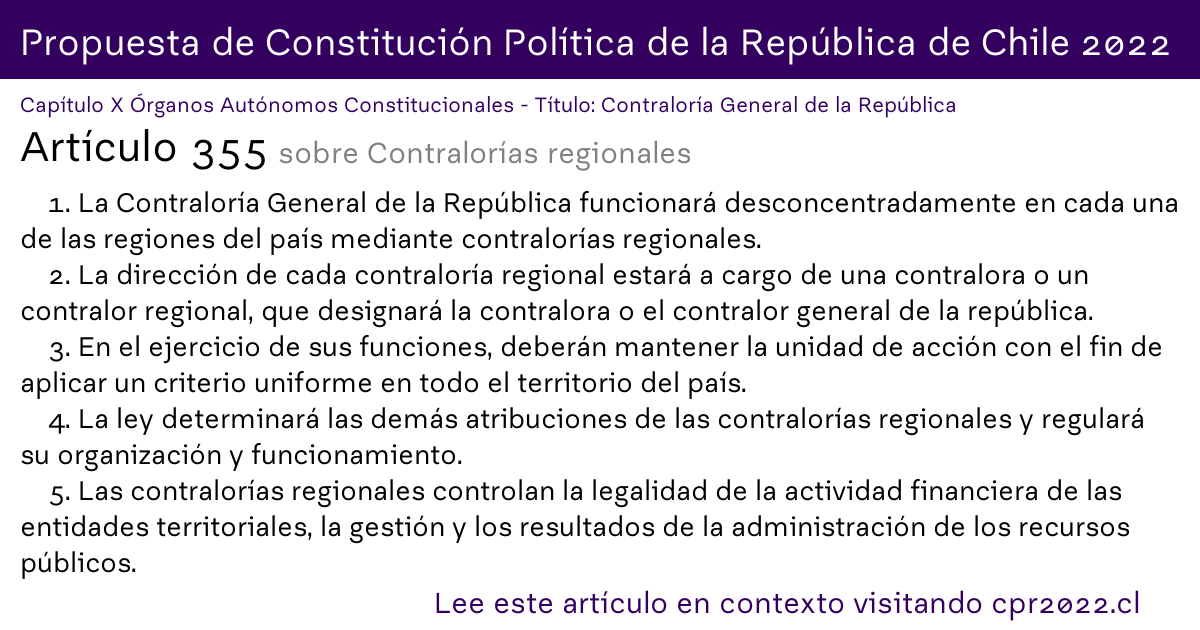 Propuesta de Constitución Política de la República de Chile 2022
Capítulo X Órganos Autónomos Constitucionales - Título: Contraloría General de la República
Artículo 355 sobre Contralorías regionales
1. La Contraloría General de la República funcionará desconcentradamente en cada una
de las regiones del país mediante contralorías regionales.
2. La dirección de cada contraloría regional estará a cargo de una contralora o un
contralor regional, que designará la contralora o el contralor general de la república.
3. En el ejercicio de sus funciones, deberán mantener la unidad de acción con el fin de
aplicar un criterio uniforme en todo el territorio del país.
4. La ley determinará las demás atribuciones de las contralorías regionales y regulará
su organización y funcionamiento.
5. Las contralorías regionales controlan la legalidad de la actividad financiera de las
entidades territoriales, la gestión y los resultados de la administración de los recursos
públicos.
Lee este artículo en contexto visitando cpr2022.cl